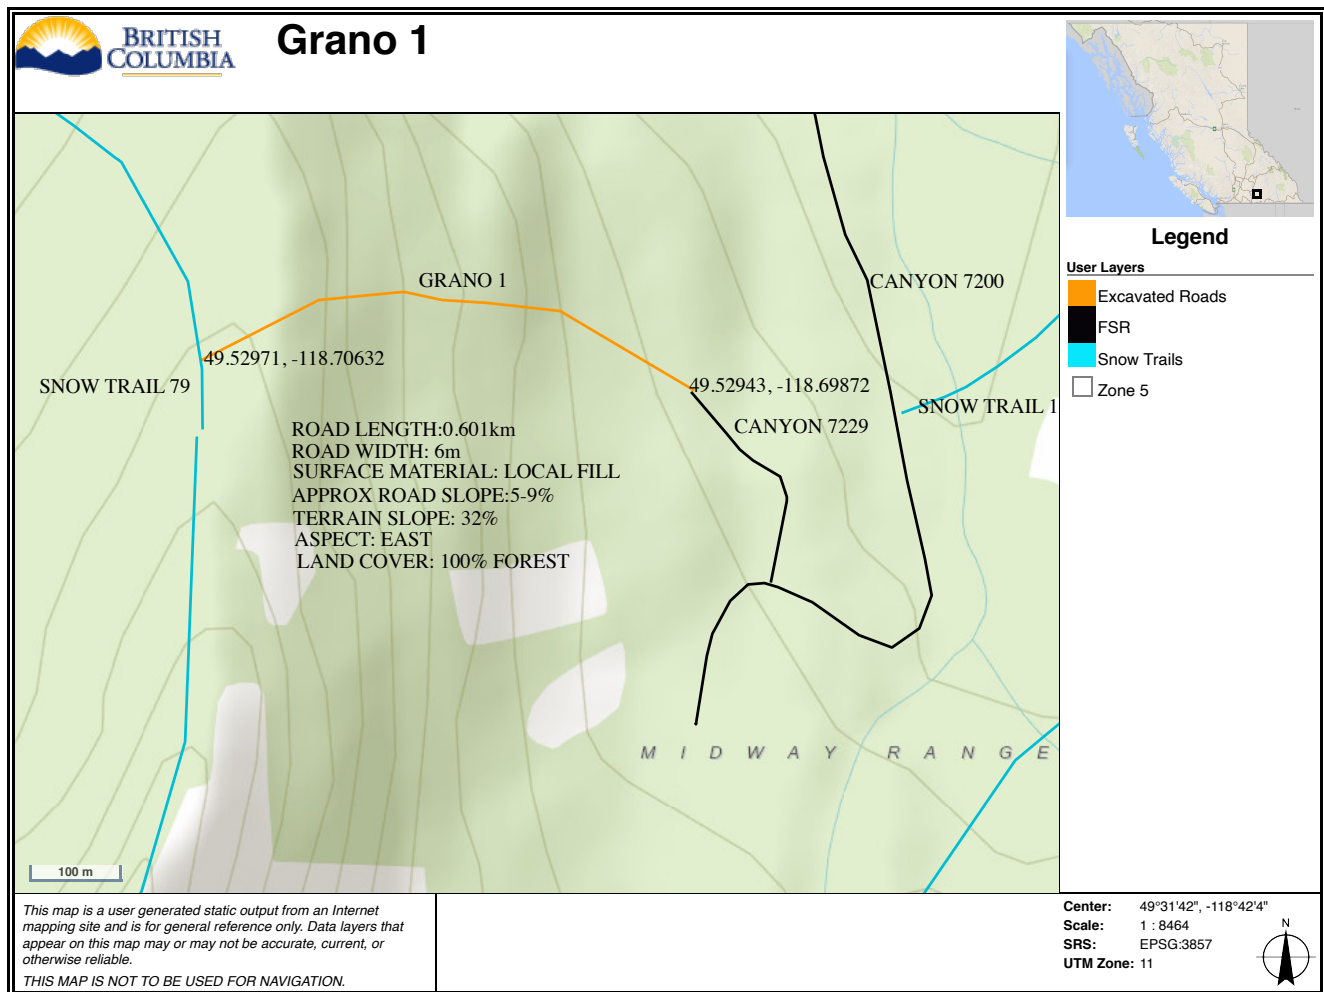 BRITISH
COLUMBIA
Grano 1
Legend
User Layers
Excavated Roads
FSR
Snow Trails
Zone 5
GRANO 1
CANYON 7200
49.52971, -118.70632
SNOW TRAIL 79
49.52943, -118.69872
SNOW TRAIL 1
CANYON 7229
ROAD LENGTH:0.601km
ROAD WIDTH: 6m
SURFACE MATERIAL: LOCAL FILL
APPROX ROAD SLOPE:5-9%
TERRAIN SLOPE: 32%
ASPECT: EAST
LAND COVER: 100% FOREST
MIDWAY RANGE
100 m
This map is a user generated static output from an Internet
mapping site and is for general reference only. Data layers that
appear on this map may or may not be accurate, current, or
otherwise reliable.
THIS MAP IS NOT TO BE USED FOR NAVIGATION.
Center: 49°31'42", -118°42'4"
Scale: 1 : 8464
SRS: EPSG:3857
UTM Zone: 11
N